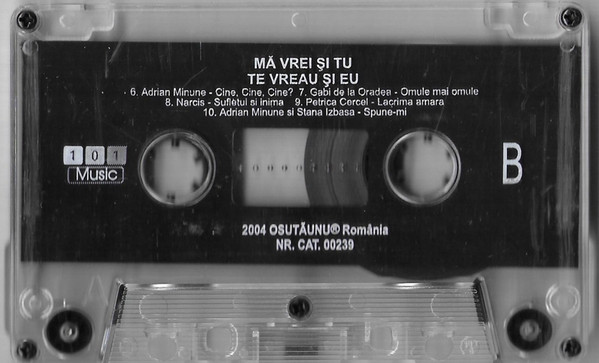 MĂ VREI ŞI TU
TE VREAU ŞI EU
6. Adrian Minune - Cine, Cine, Cine? 7. Gabi de la Oradea - Omule mai omule
8. Narcis - Sufletul si inima 9. Petrica Cercel - Lacrima amara
10. Adrian Minune si Stana Izbasa - Spune-mi
101
Music
B
2004 OSUTĂUNU® România
NR. CAT. 00239
A